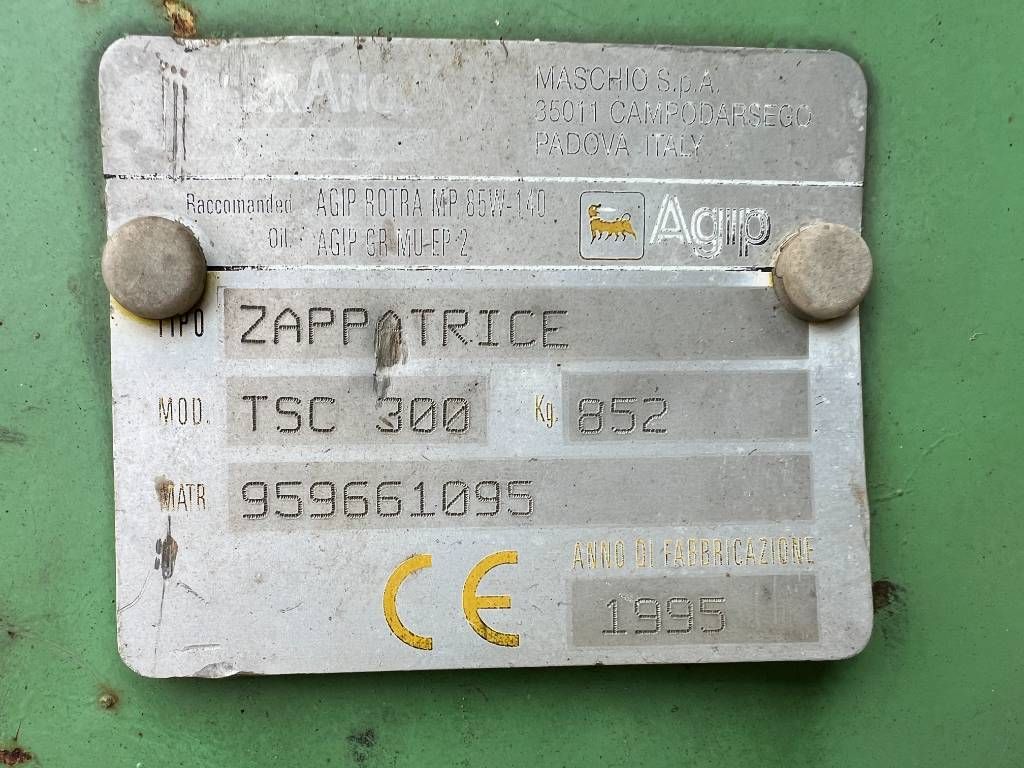 MASCHIO S.p.A.
35011 CAMPODARSEGO
PADOVA ITALY
Raccomanded AGIP ROTRA MP 85W-140
OIL: AGIP GR MU EP 2
Agip
TIPO ZAPPATRICE
MOD. TSC 300 Kg. 852
MATR. 959661095
CE
ANNO DI FABBRICAZIONE
1995